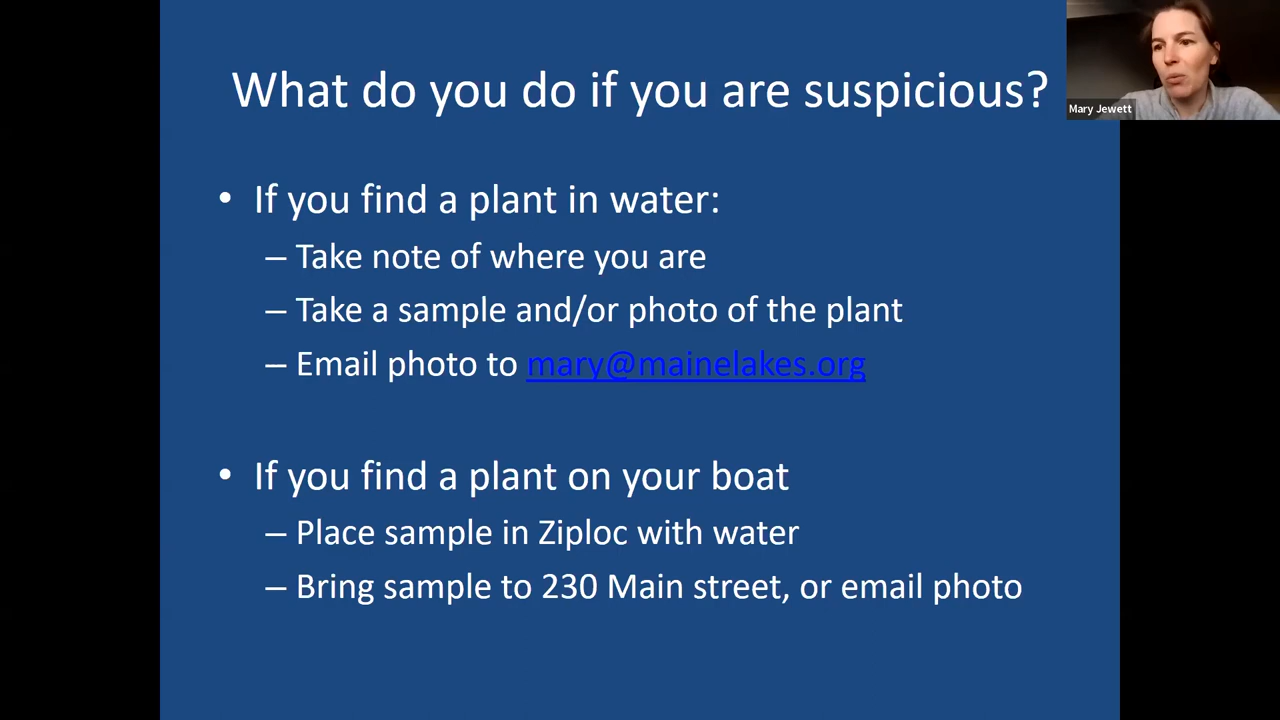 What do you do if you are suspicious?
Mary Jewett
• If you find a plant in water:
– Take note of where you are
– Take a sample and/or photo of the plant
– Email photo to mary@mainelakes.org
• If you find a plant on your boat
– Place sample in Ziploc with water
– Bring sample to 230 Main street, or email photo